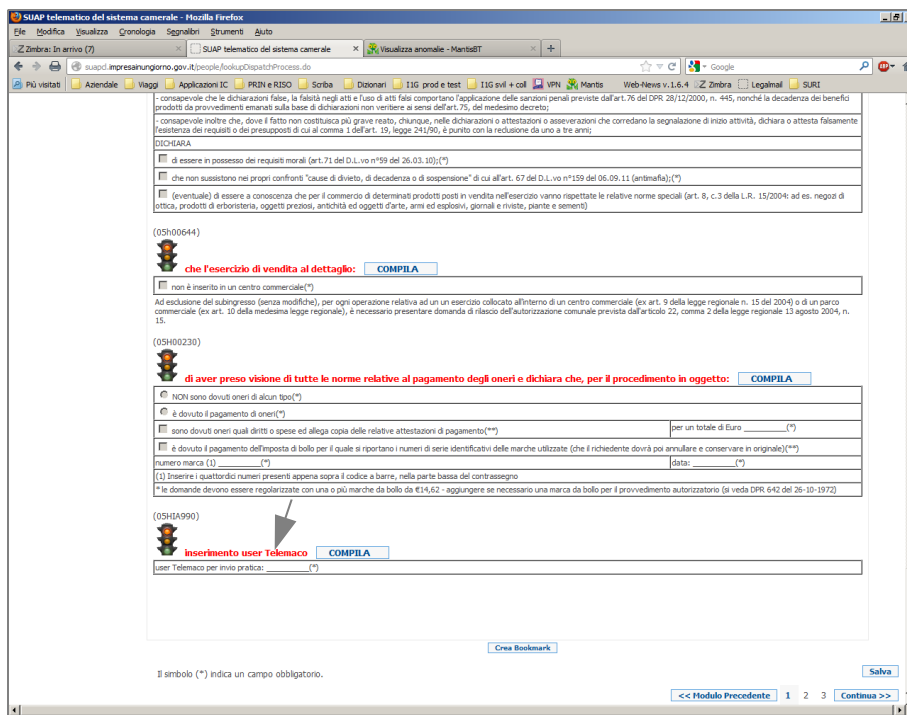 SUAP telematico del sistema camerale - Mozilla Firefox
File Modifica Visualizza Cronologia Segnalibri Strumenti Aiuto
Z Zimbra: In arrivo (7) × SUAP telematico del sistema camerale × Visualizza anomalie - MantisBT × +
suapd.impresainungiorno.gov.it/people/lookupDispatchProcess.do Google
Più visitati Aziendale Viaggi Applicazioni IC PRIN e RISO Scriba Dizionari I1G prod e test I1G svil + coll VPN Mantis Web-News v.1.6.4 Z Zimbra Legalmail SURI
- consapevole che le dichiarazioni false, la falsità negli atti e l'uso di atti falsi comportano l'applicazione delle sanzioni penali previste dall'art.76 del DPR 28/12/2000, n. 445, nonché la decadenza dei benefici
prodotti da provvedimenti emanati sulla base di dichiarazioni non veritiere ai sensi dell'art.75, del medesimo decreto;
- consapevole inoltre che, dove il fatto non costituisca più grave reato, chiunque, nelle dichiarazioni o attestazioni o asseverazioni che corredano la segnalazione di inizio attività, dichiara o attesta falsamente
l'esistenza dei requisiti o dei presupposti di cui al comma 1 dell'art. 19, legge 241/90, è punito con la reclusione da uno a tre anni;
DICHIARA
di essere in possesso dei requisiti morali (art.71 del D.L.vo n°59 del 26.03.10);(*)
che non sussistono nei propri confronti "cause di divieto, di decadenza o di sospensione" di cui all'art. 67 del D.L.vo n°159 del 06.09.11 (antimafia);(*)
(eventuale) di essere a conoscenza che per il commercio di determinati prodotti posti in vendita nell'esercizio vanno rispettate le relative norme speciali (art. 8, c.3 della L.R. 15/2004: ad es. negozi di
ottica, prodotti di erboristeria, oggetti preziosi, antichità ed oggetti d'arte, armi ed esplosivi, giornali e riviste, piante e sementi)
(05h00644)
che l'esercizio di vendita al dettaglio: COMPILA
non è inserito in un centro commerciale(*)
Ad esclusione del subingresso (senza modifiche), per ogni operazione relativa ad un un esercizio collocato all'interno di un centro commerciale (ex art. 9 della legge regionale n. 15 del 2004) o di un parco
commerciale (ex art. 10 della medesima legge regionale), è necessario presentare domanda di rilascio dell'autorizzazione comunale prevista dall'articolo 22, comma 2 della legge regionale 13 agosto 2004, n.
15.
(05H00230)
di aver preso visione di tutte le norme relative al pagamento degli oneri e dichiara che, per il procedimento in oggetto: COMPILA
NON sono dovuti oneri di alcun tipo(*)
è dovuto il pagamento di oneri(*)
sono dovuti oneri quali diritti o spese ed allega copia delle relative attestazioni di pagamento(**) per un totale di Euro __________(*)
è dovuto il pagamento dell'imposta di bollo per il quale si riportano i numeri di serie identificativi delle marche utilizzate (che il richiedente dovrà poi annullare e conservare in originale)(**)
numero marca (1) __________(*) data: __________(*)
(1) Inserire i quattordici numeri presenti appena sopra il codice a barre, nella parte bassa del contrassegno
* le domande devono essere regolarizzate con una o più marche da bollo da €14,62 - aggiungere se necessario una marca da bollo per il provvedimento autorizzatorio (si veda DPR 642 del 26-10-1972)
(05HIA990)
inserimento user Telemaco COMPILA
user Telemaco per invio pratica: __________(*)
Crea Bookmark
Il simbolo (*) indica un campo obbligatorio.
Salva
<< Modulo Precedente 1 2 3 Continua >>